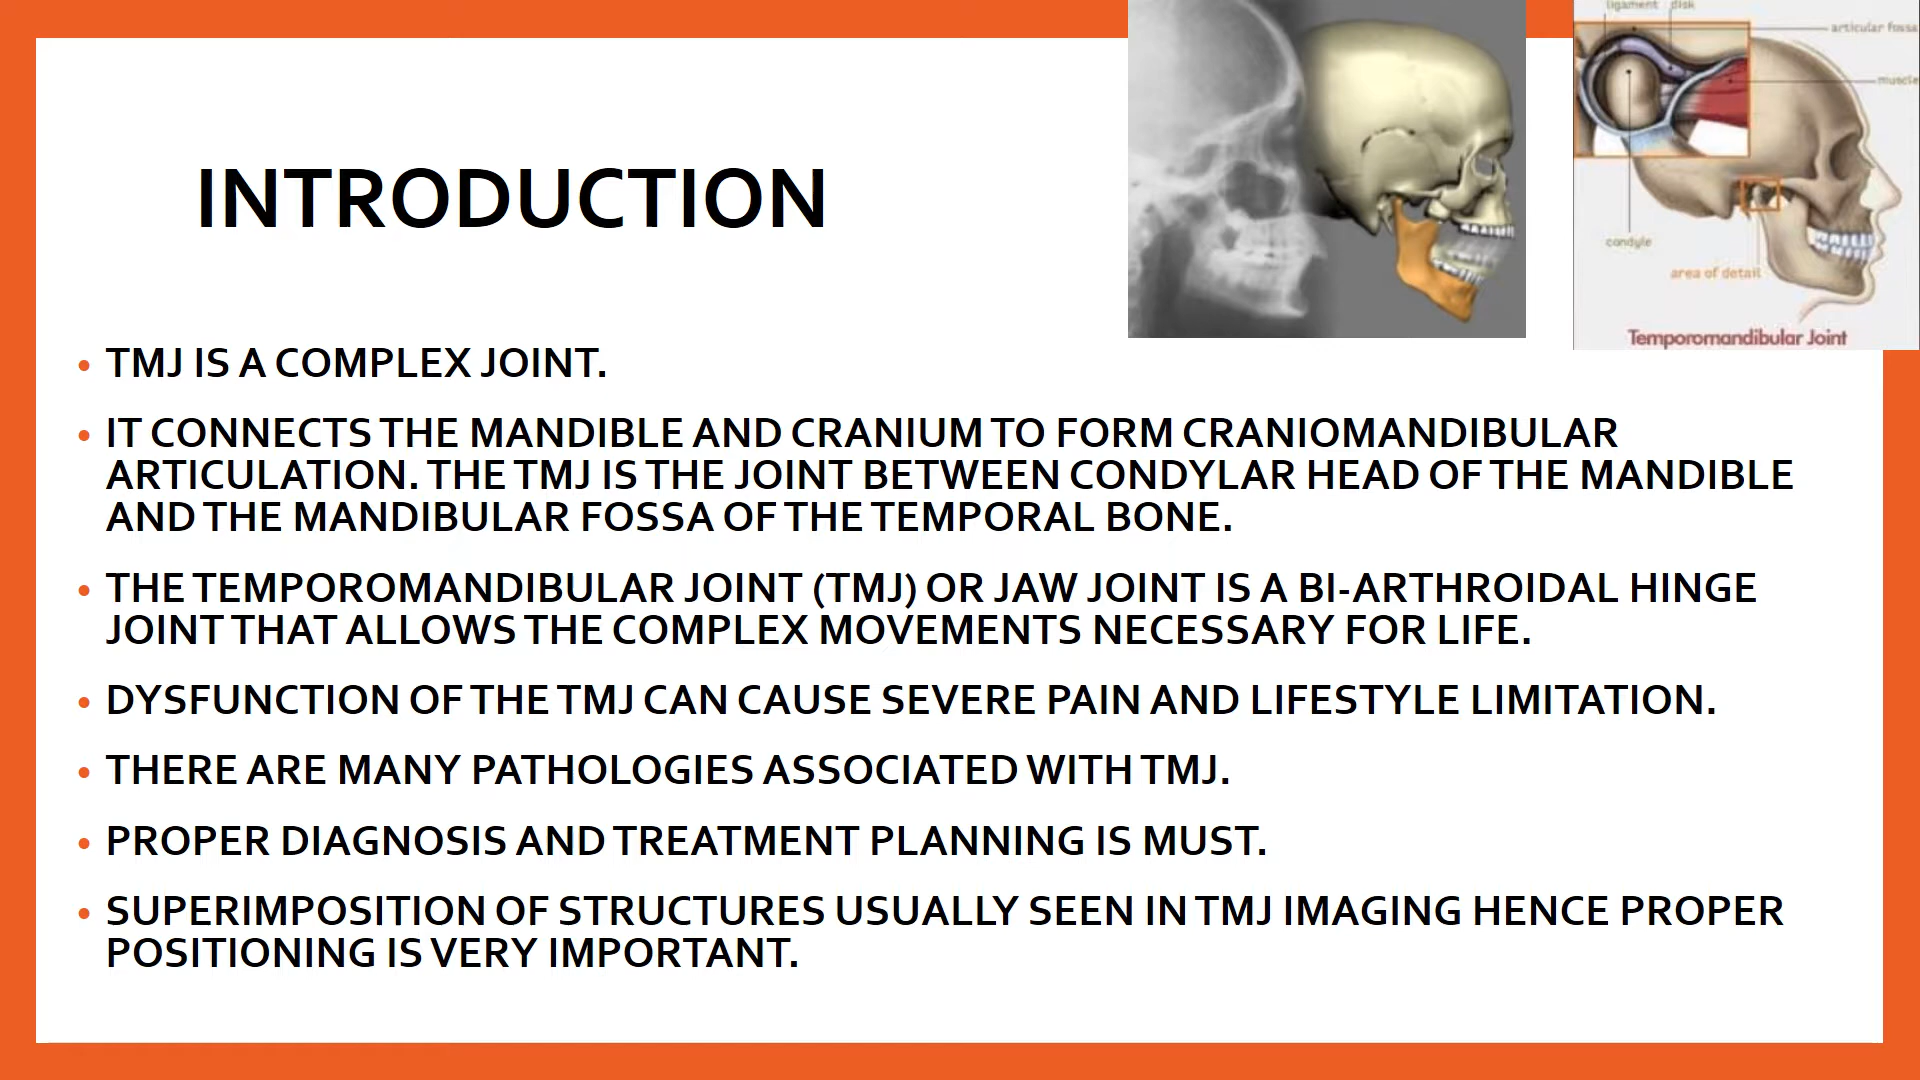 ligament disk
articular fossa
muscle
condyle
area of detail
Temporomandibular Joint
INTRODUCTION
• TMJ IS A COMPLEX JOINT.
• IT CONNECTS THE MANDIBLE AND CRANIUM TO FORM CRANIOMANDIBULAR
ARTICULATION. THE TMJ IS THE JOINT BETWEEN CONDYLAR HEAD OF THE MANDIBLE
AND THE MANDIBULAR FOSSA OF THE TEMPORAL BONE.
• THE TEMPOROMANDIBULAR JOINT (TMJ) OR JAW JOINT IS A BI-ARTHROIDAL HINGE
JOINT THAT ALLOWS THE COMPLEX MOVEMENTS NECESSARY FOR LIFE.
• DYSFUNCTION OF THE TMJ CAN CAUSE SEVERE PAIN AND LIFESTYLE LIMITATION.
• THERE ARE MANY PATHOLOGIES ASSOCIATED WITH TMJ.
• PROPER DIAGNOSIS AND TREATMENT PLANNING IS MUST.
• SUPERIMPOSITION OF STRUCTURES USUALLY SEEN IN TMJ IMAGING HENCE PROPER
POSITIONING IS VERY IMPORTANT.